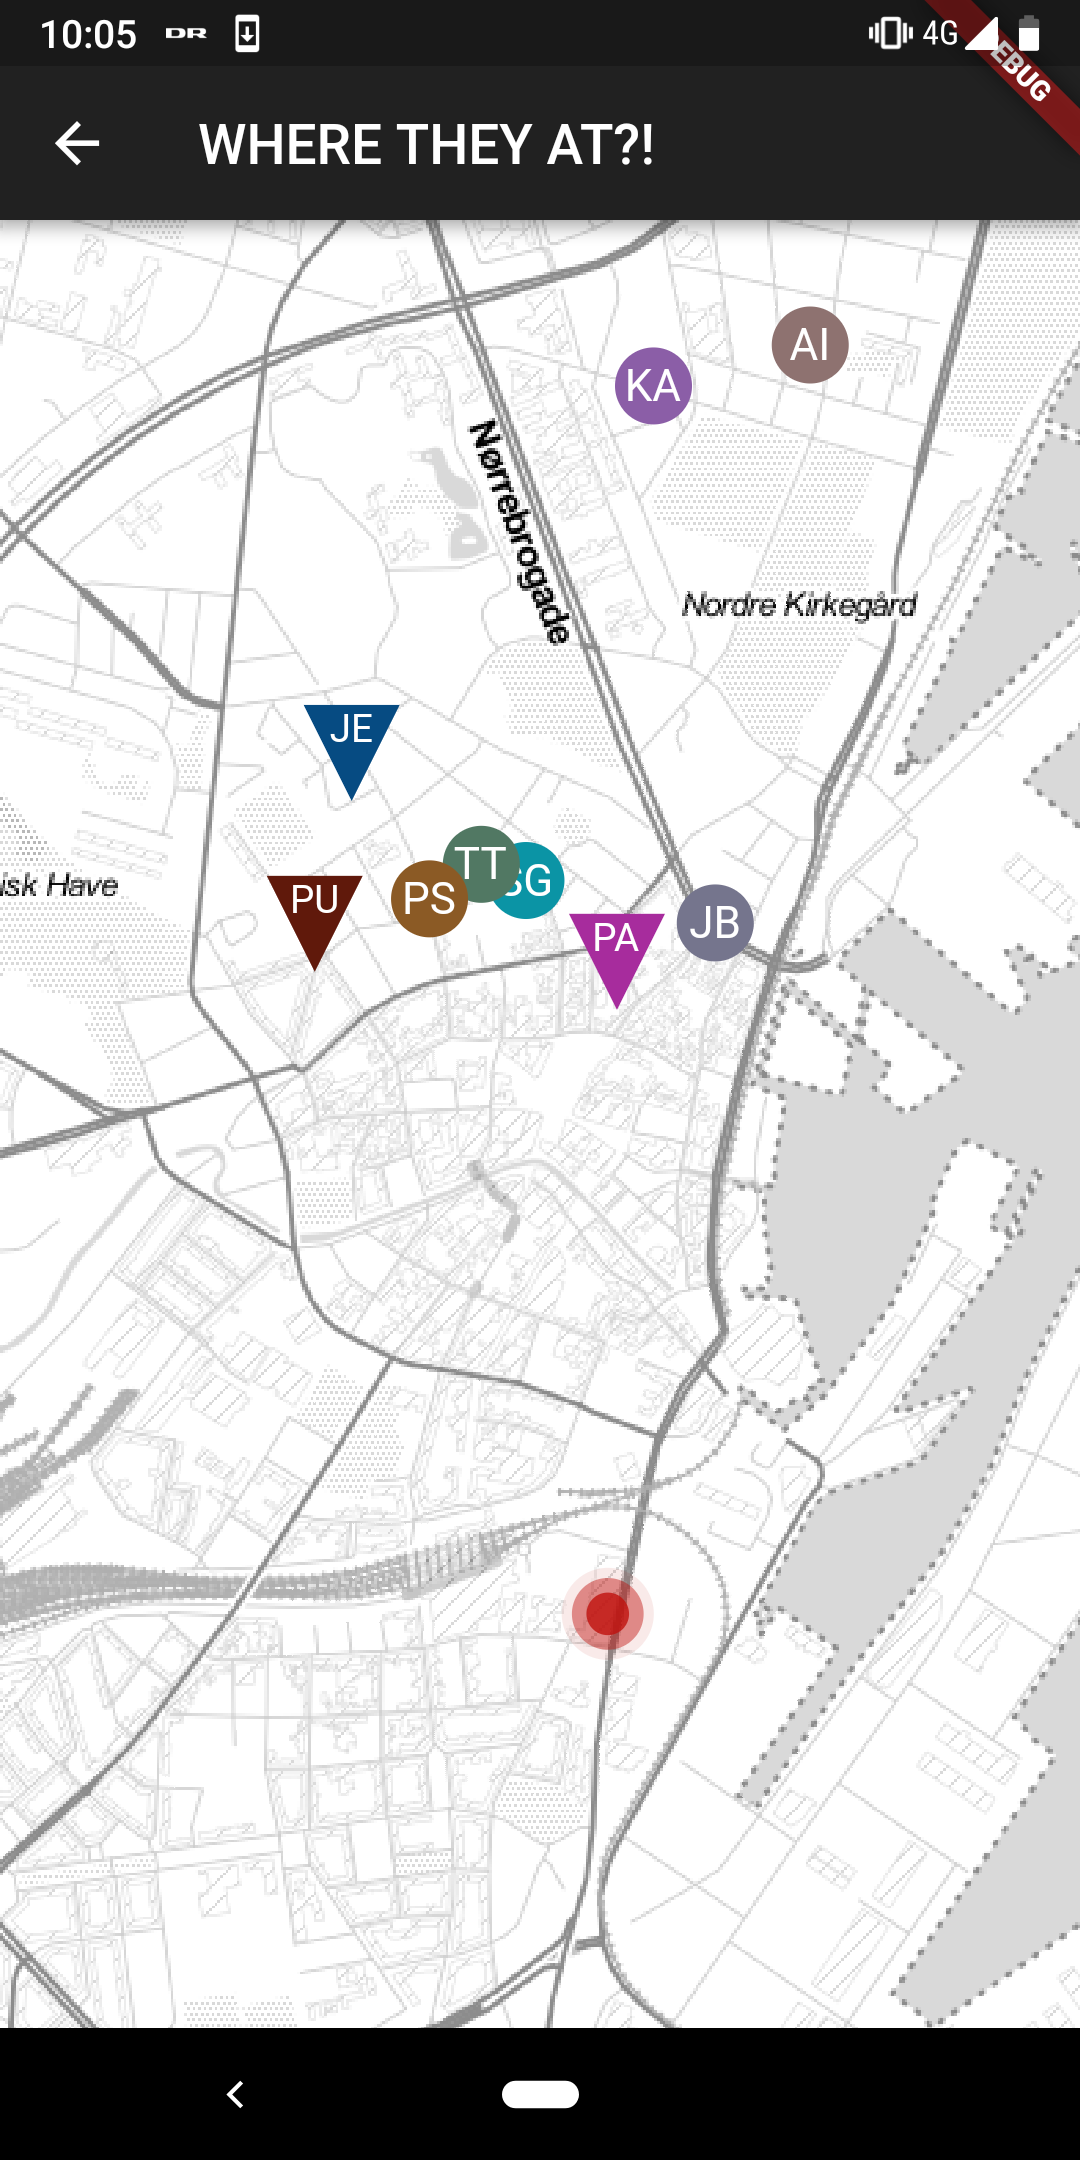 10:05 DR 4G
EBUG
WHERE THEY AT?!
AI
KA
Nørrebrogade
Nordre Kirkegård
JE
TT
SG
isk Have
PU
PS
PA
JB